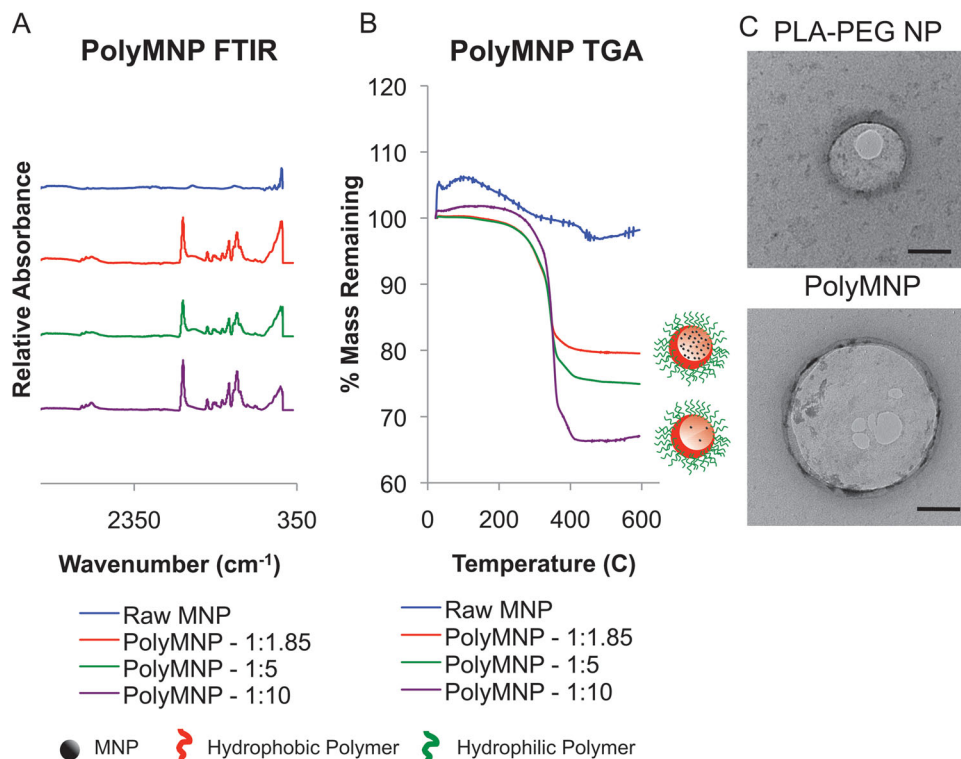 A
PolyMNP FTIR
Relative Absorbance
2350
350
Wavenumber (cm-1)
Raw MNP
PolyMNP - 1:1.85
PolyMNP - 1:5
PolyMNP - 1:10
B
PolyMNP TGA
% Mass Remaining
120
110
100
90
80
70
60
0
200
400
600
Temperature (C)
Raw MNP
PolyMNP - 1:1.85
PolyMNP - 1:5
PolyMNP - 1:10
C
PLA-PEG NP
PolyMNP
MNP
Hydrophobic Polymer
Hydrophilic Polymer